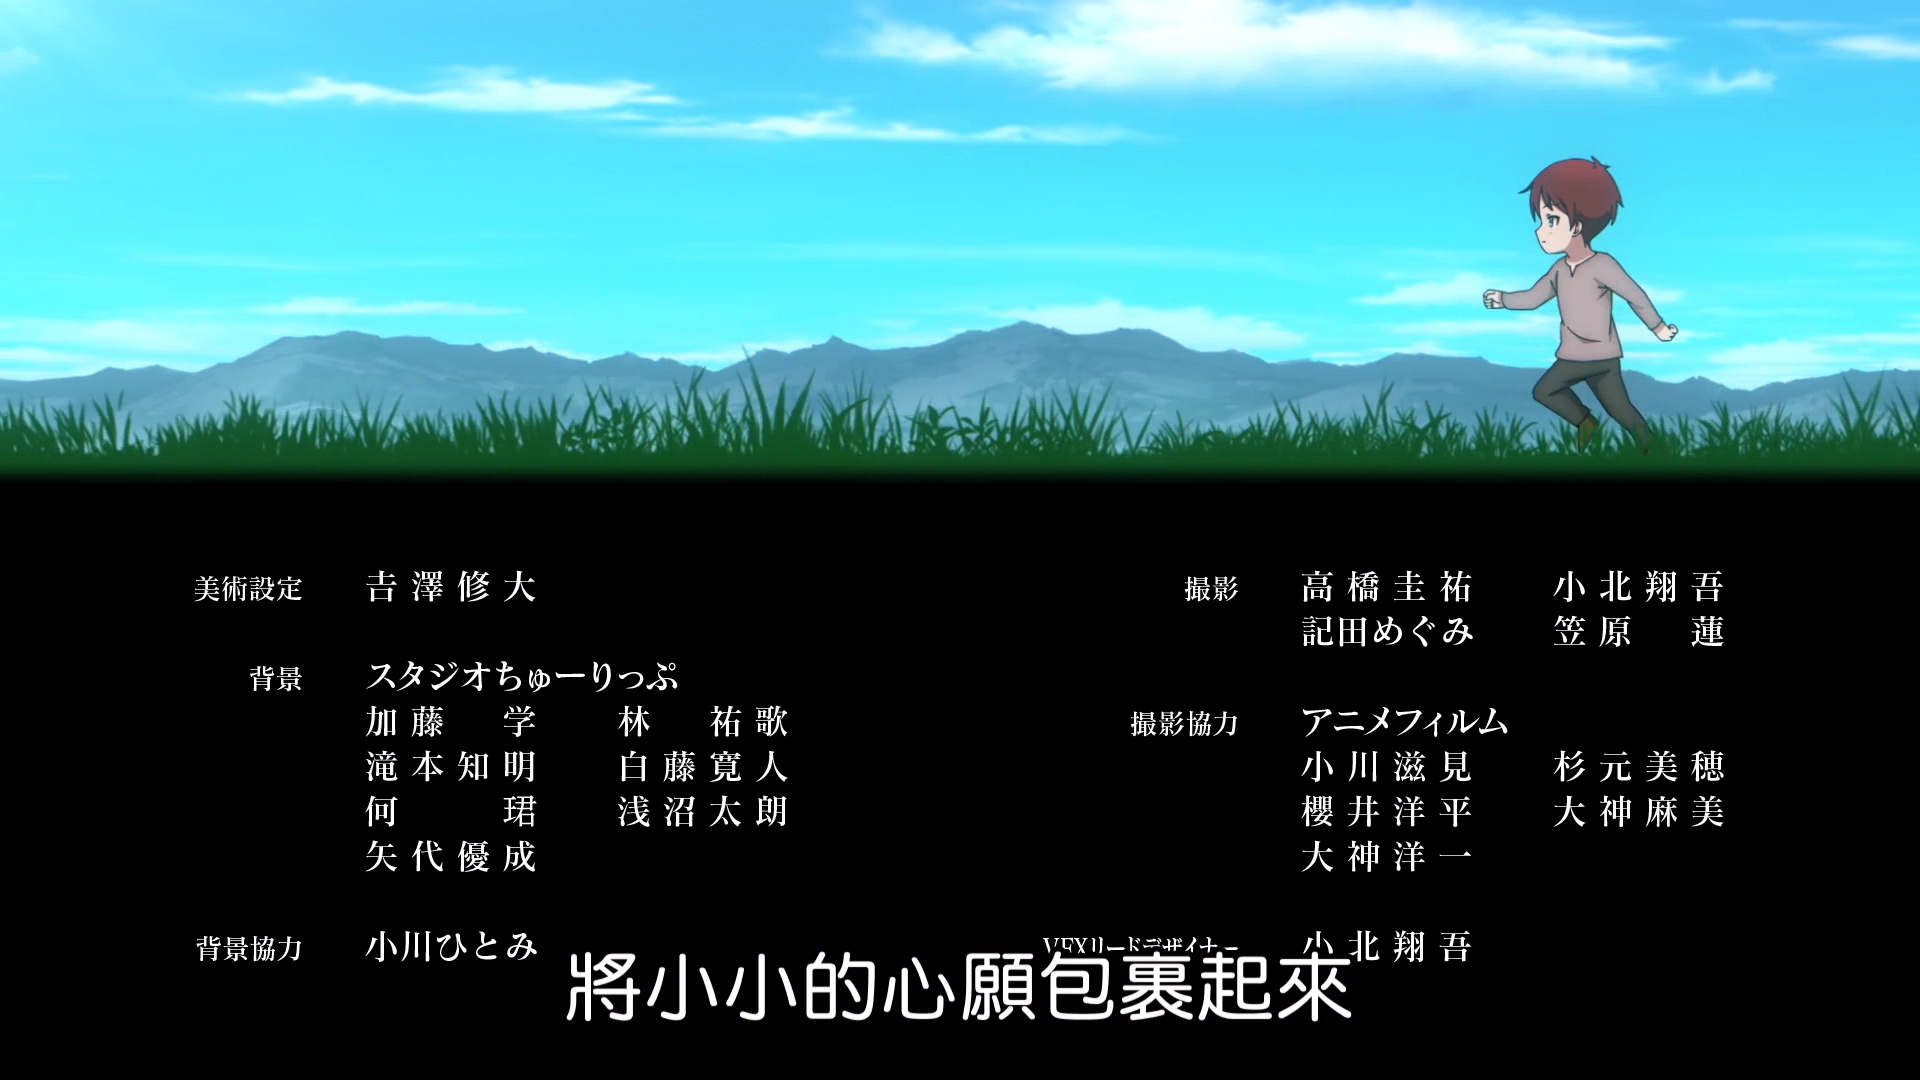 美術設定 𠮷澤修大
背景 スタジオちゅーりっぷ
加藤 学 林 祐歌
滝本知明 白藤寛人
何 珺 浅沼太朗
矢代優成
背景協力 小川ひとみ
撮影 高橋圭祐 小北翔吾
記田めぐみ 笠原 蓮
撮影協力 アニメフィルム
小川滋見 杉元美穂
櫻井洋平 大神麻美
大神洋一
VFXリードデザイナー 小北翔吾
將小小的心願包裹起來